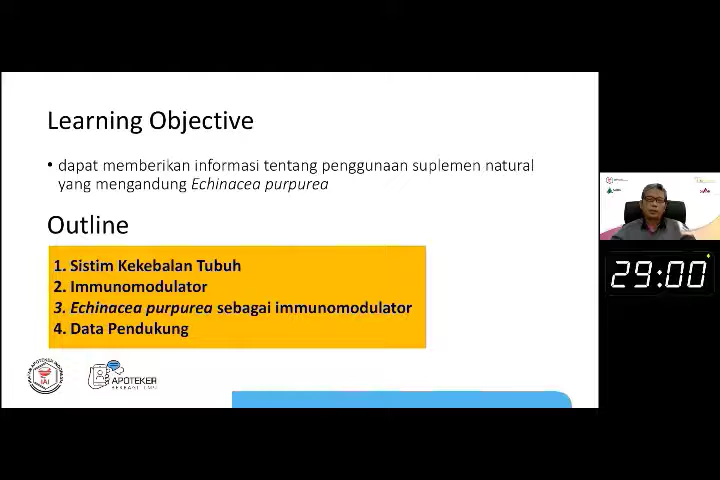 Learning Objective
• dapat memberikan informasi tentang penggunaan suplemen natural
yang mengandung Echinacea purpurea
Outline
1. Sistim Kekebalan Tubuh
2. Immunomodulator
3. Echinacea purpurea sebagai immunomodulator
4. Data Pendukung
IAI
APOTEKER
29:00